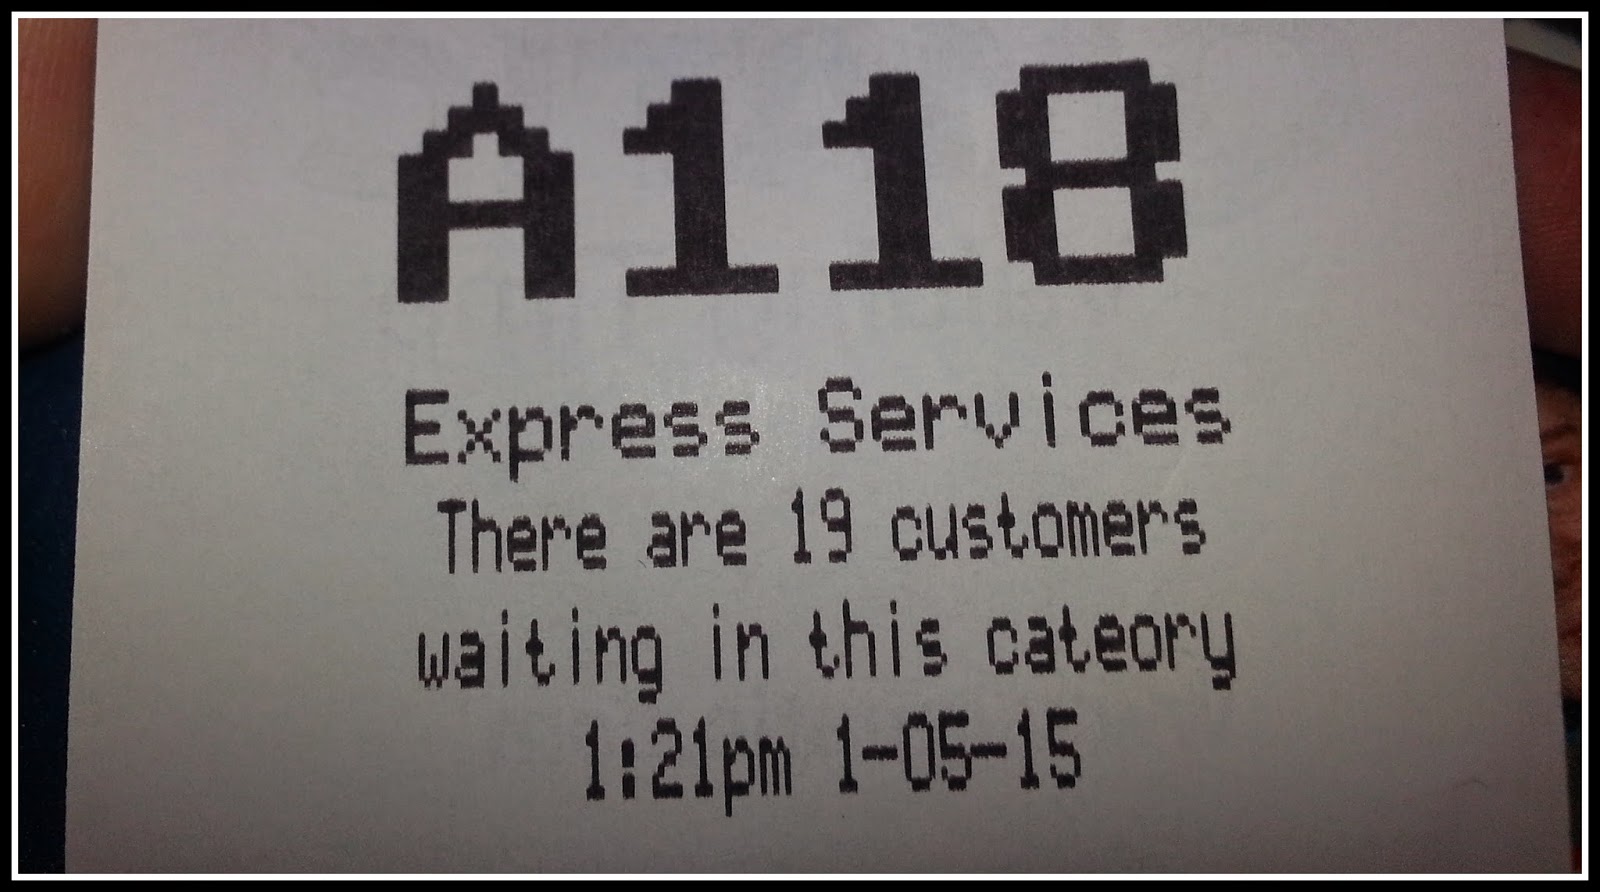 A118
Express Services
There are 19 customers
waiting in this cateory
1:21pm 1-05-15